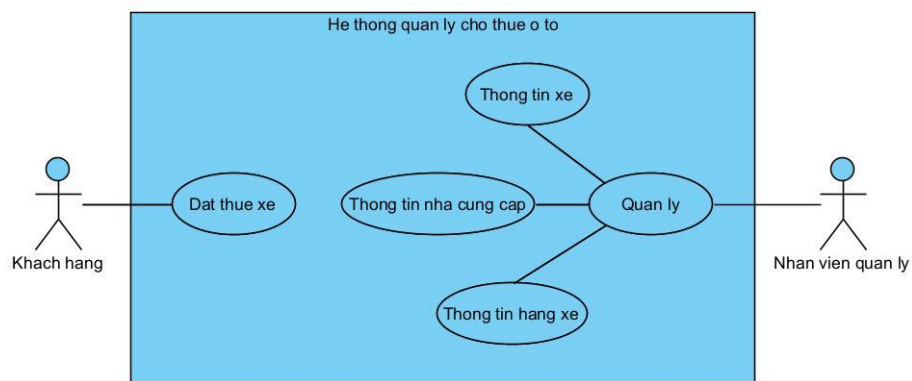 He thong quan ly cho thue o to
Thong tin xe
Dat thue xe
Thong tin nha cung cap
Quan ly
Khach hang
Nhan vien quan ly
Thong tin hang xe